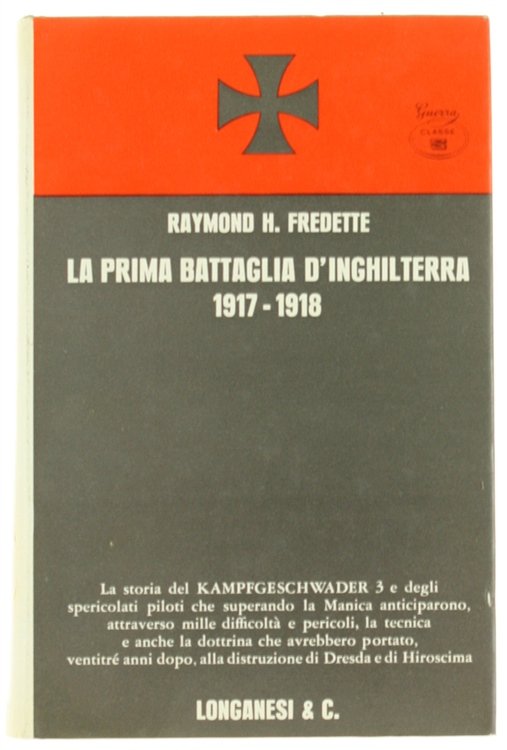 Guerra
CLASSE
RAYMOND H. FREDETTE
LA PRIMA BATTAGLIA D'INGHILTERRA
1917 - 1918
La storia del KAMPFGESCHWADER 3 e degli
spericolati piloti che superando la Manica anticiparono,
attraverso mille difficoltà e pericoli, la tecnica
e anche la dottrina che avrebbero portato,
ventitré anni dopo, alla distruzione di Dresda e di Hiroscima
LONGANESI & C.